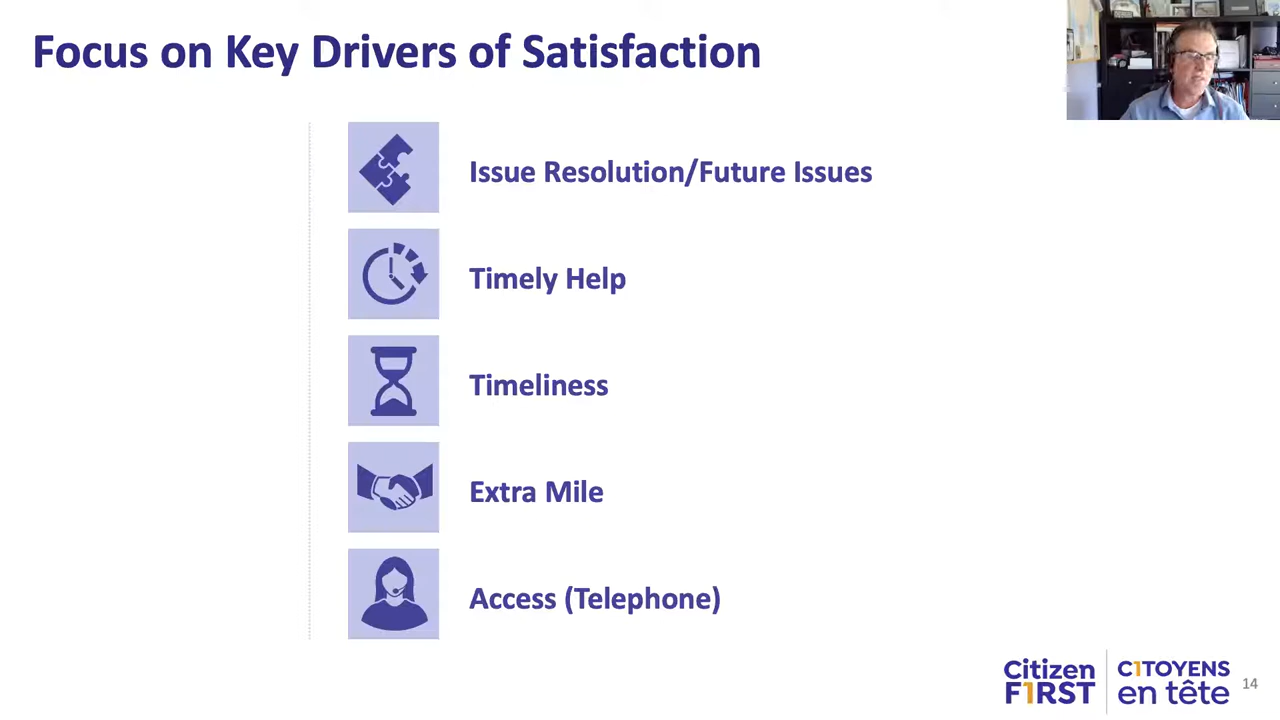 Focus on Key Drivers of Satisfaction
Issue Resolution/Future Issues
Timely Help
Timeliness
Extra Mile
Access (Telephone)
Citizen
F1RST
C1TOYENS
en tête
14